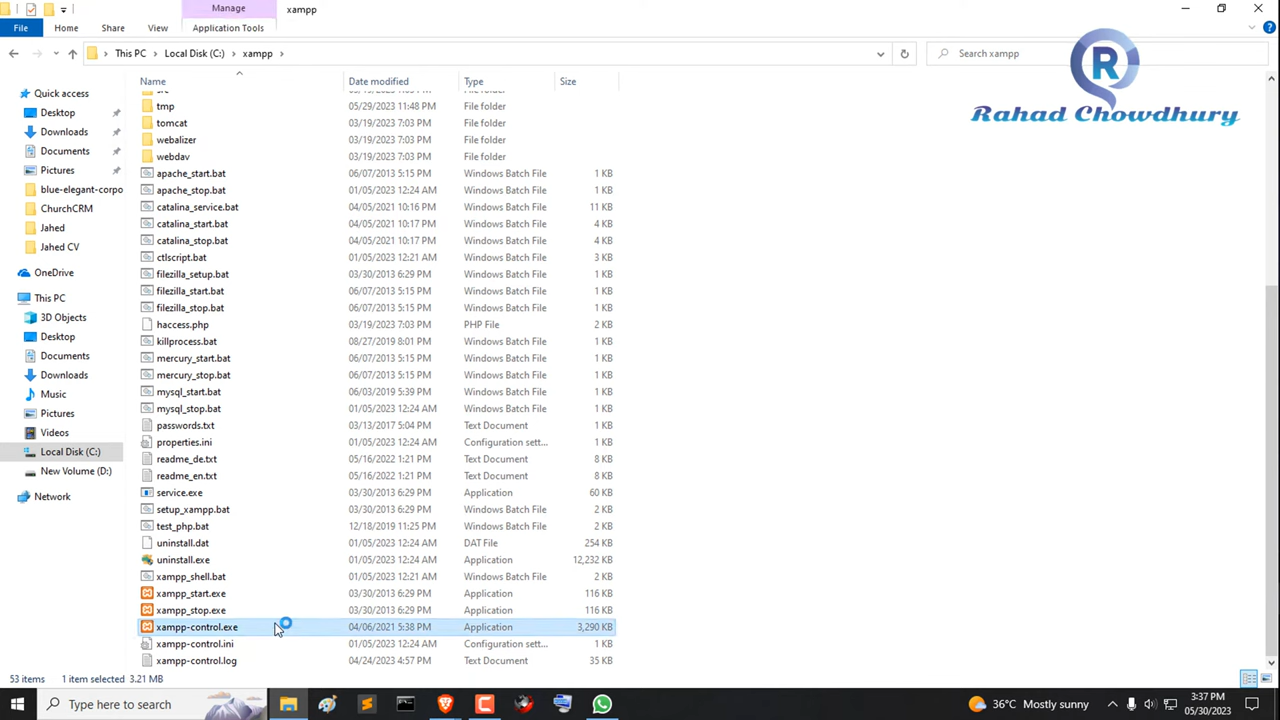 Manage
xampp
File Home Share View Application Tools
This PC Local Disk (C:) xampp
Search xampp
R
Rahad Chowdhury
Name Date modified Type Size
Quick access
Desktop
Downloads
Documents
Pictures
blue-elegant-corpo
ChurchCRM
Jahed
Jahed CV
OneDrive
This PC
3D Objects
Desktop
Documents
Downloads
Music
Pictures
Videos
Local Disk (C:)
New Volume (D:)
Network
tmp 05/29/2023 11:48 PM File folder
tomcat 03/19/2023 7:03 PM File folder
webalizer 03/19/2023 7:03 PM File folder
webdav 03/19/2023 7:03 PM File folder
apache_start.bat 06/07/2013 5:15 PM Windows Batch File 1 KB
apache_stop.bat 01/05/2023 12:24 AM Windows Batch File 1 KB
catalina_service.bat 04/05/2021 10:16 PM Windows Batch File 11 KB
catalina_start.bat 04/05/2021 10:17 PM Windows Batch File 4 KB
catalina_stop.bat 04/05/2021 10:17 PM Windows Batch File 4 KB
ctlscript.bat 01/05/2023 12:21 AM Windows Batch File 3 KB
filezilla_setup.bat 03/30/2013 6:29 PM Windows Batch File 1 KB
filezilla_start.bat 06/07/2013 5:15 PM Windows Batch File 1 KB
filezilla_stop.bat 06/07/2013 5:15 PM Windows Batch File 1 KB
haccess.php 03/19/2023 7:03 PM PHP File 2 KB
killprocess.bat 08/27/2019 8:01 PM Windows Batch File 1 KB
mercury_start.bat 06/07/2013 5:15 PM Windows Batch File 1 KB
mercury_stop.bat 06/07/2013 5:15 PM Windows Batch File 1 KB
mysql_start.bat 06/03/2019 5:39 PM Windows Batch File 1 KB
mysql_stop.bat 01/05/2023 12:24 AM Windows Batch File 1 KB
passwords.txt 03/13/2017 5:04 PM Text Document 1 KB
properties.ini 01/05/2023 12:24 AM Configuration sett... 1 KB
readme_de.txt 05/16/2022 1:21 PM Text Document 8 KB
readme_en.txt 05/16/2022 1:21 PM Text Document 8 KB
service.exe 03/30/2013 6:29 PM Application 60 KB
setup_xampp.bat 03/30/2013 6:29 PM Windows Batch File 2 KB
test_php.bat 12/18/2019 11:25 PM Windows Batch File 2 KB
uninstall.dat 01/05/2023 12:24 AM DAT File 254 KB
uninstall.exe 01/05/2023 12:24 AM Application 12,232 KB
xampp_shell.bat 01/05/2023 12:21 AM Windows Batch File 2 KB
xampp_start.exe 03/30/2013 6:29 PM Application 116 KB
xampp_stop.exe 03/30/2013 6:29 PM Application 116 KB
xampp-control.exe 04/06/2021 5:38 PM Application 3,290 KB
xampp-control.ini 01/05/2023 12:24 AM Configuration sett... 1 KB
xampp-control.log 04/24/2023 4:57 PM Text Document 35 KB
53 items 1 item selected 3.21 MB
Type here to search
36°C Mostly sunny
3:37 PM
05/30/2023